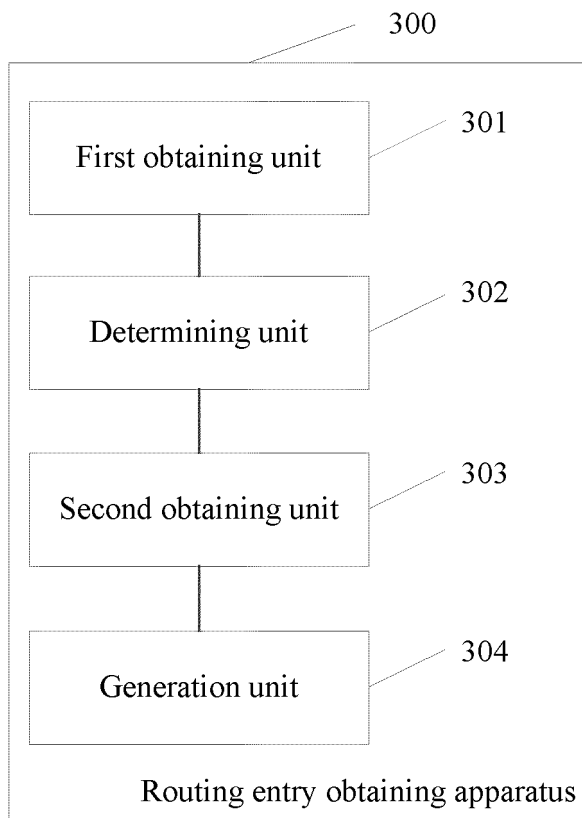 300
First obtaining unit
301
Determining unit
302
Second obtaining unit
303
Generation unit
304
Routing entry obtaining apparatus